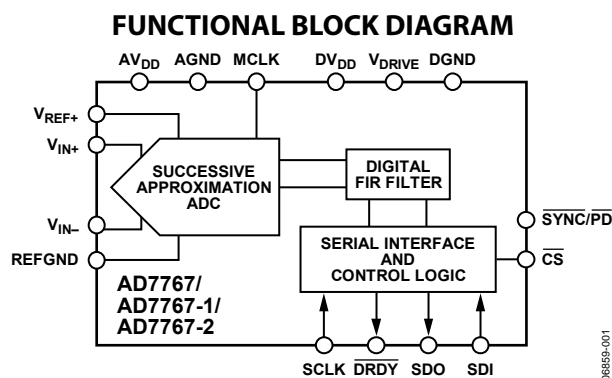 FUNCTIONAL BLOCK DIAGRAM
AVDD AGND MCLK DVDD VDRIVE DGND
VREF+
VIN+
VIN–
REFGND
SUCCESSIVE
APPROXIMATION
ADC
DIGITAL
FIR FILTER
SERIAL INTERFACE
AND
CONTROL LOGIC
SYNC/PD
CS
AD7767/
AD7767-1/
AD7767-2
SCLK DRDY SDO SDI
06859-001